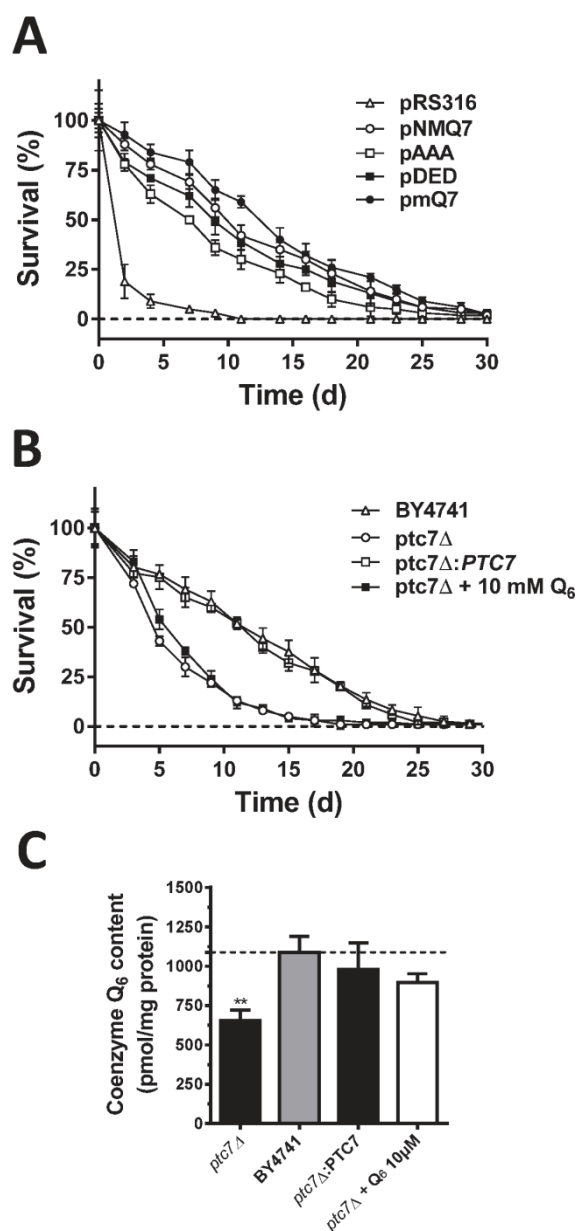 A
Survival (%)
100
75
50
25
0
pRS316
pNMQ7
pAAA
pDED
pmQ7
0 5 10 15 20 25 30
Time (d)
B
Survival (%)
100
75
50
25
0
BY4741
ptc7Δ
ptc7Δ:PTC7
ptc7Δ + 10 mM Q₆
0 5 10 15 20 25 30
Time (d)
C
Coenzyme Q₆ content
(pmol/mg protein)
1500
1250
1000
750
500
250
0
**
ptc7Δ
BY4741
ptc7Δ:PTC7
ptc7Δ + Q₆ 10µM